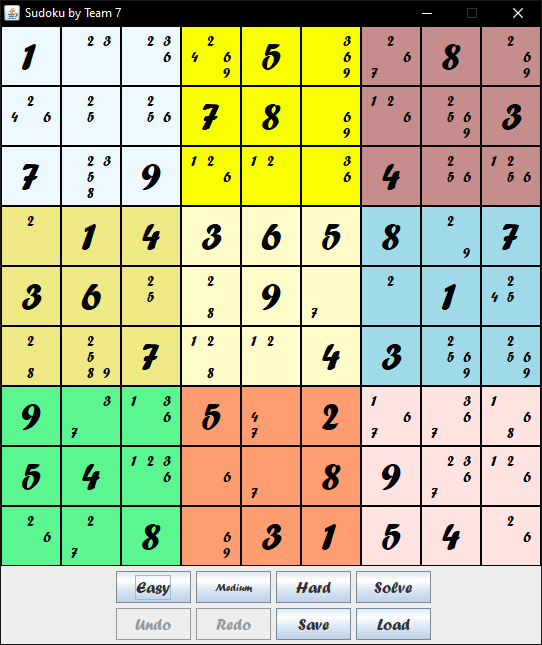 Sudoku by Team 7
1 2 3 2 3 6 2 4 6 9 5 3 6 9 2 6 7 8 2 6 9
2 4 6 2 5 2 5 6 7 8 6 9 1 2 6 2 5 6 9 3
7 2 3 5 8 9 1 2 6 1 2 3 6 4 2 5 6 1 2 5 6
2 1 4 3 6 5 8 2 9 7
3 6 2 5 2 8 9 7 2 1 2 4 5
2 8 2 5 8 9 7 1 2 8 1 2 4 3 2 5 6 9 2 5 6 9
9 3 7 1 3 6 5 4 7 2 1 6 7 3 6 7 1 6 8
5 4 1 2 3 6 6 7 8 9 2 3 6 7 1 2 6
2 6 2 7 8 6 9 3 1 5 4 2 6
Easy Medium Hard Solve
Undo Redo Save Load